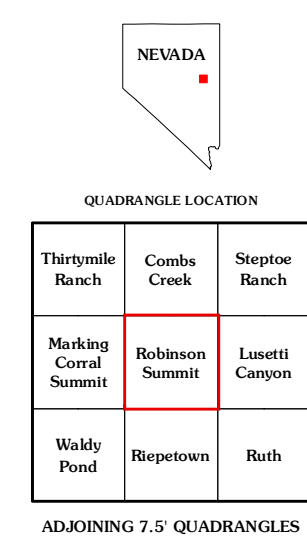 NEVADA
QUADRANGLE LOCATION
Thirtymile
Ranch
Combs
Creek
Steptoe
Ranch
Marking
Corral
Summit
Robinson
Summit
Lusetti
Canyon
Waldy
Pond
Riepetown
Ruth
ADJOINING 7.5' QUADRANGLES